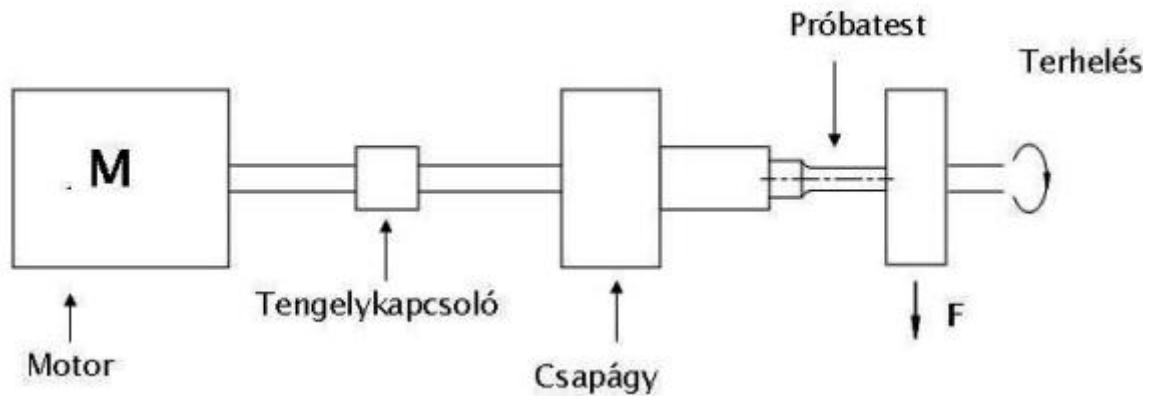 Próbatest
Terhelés
M
Tengelykapcsoló
F
Motor
Csapágy